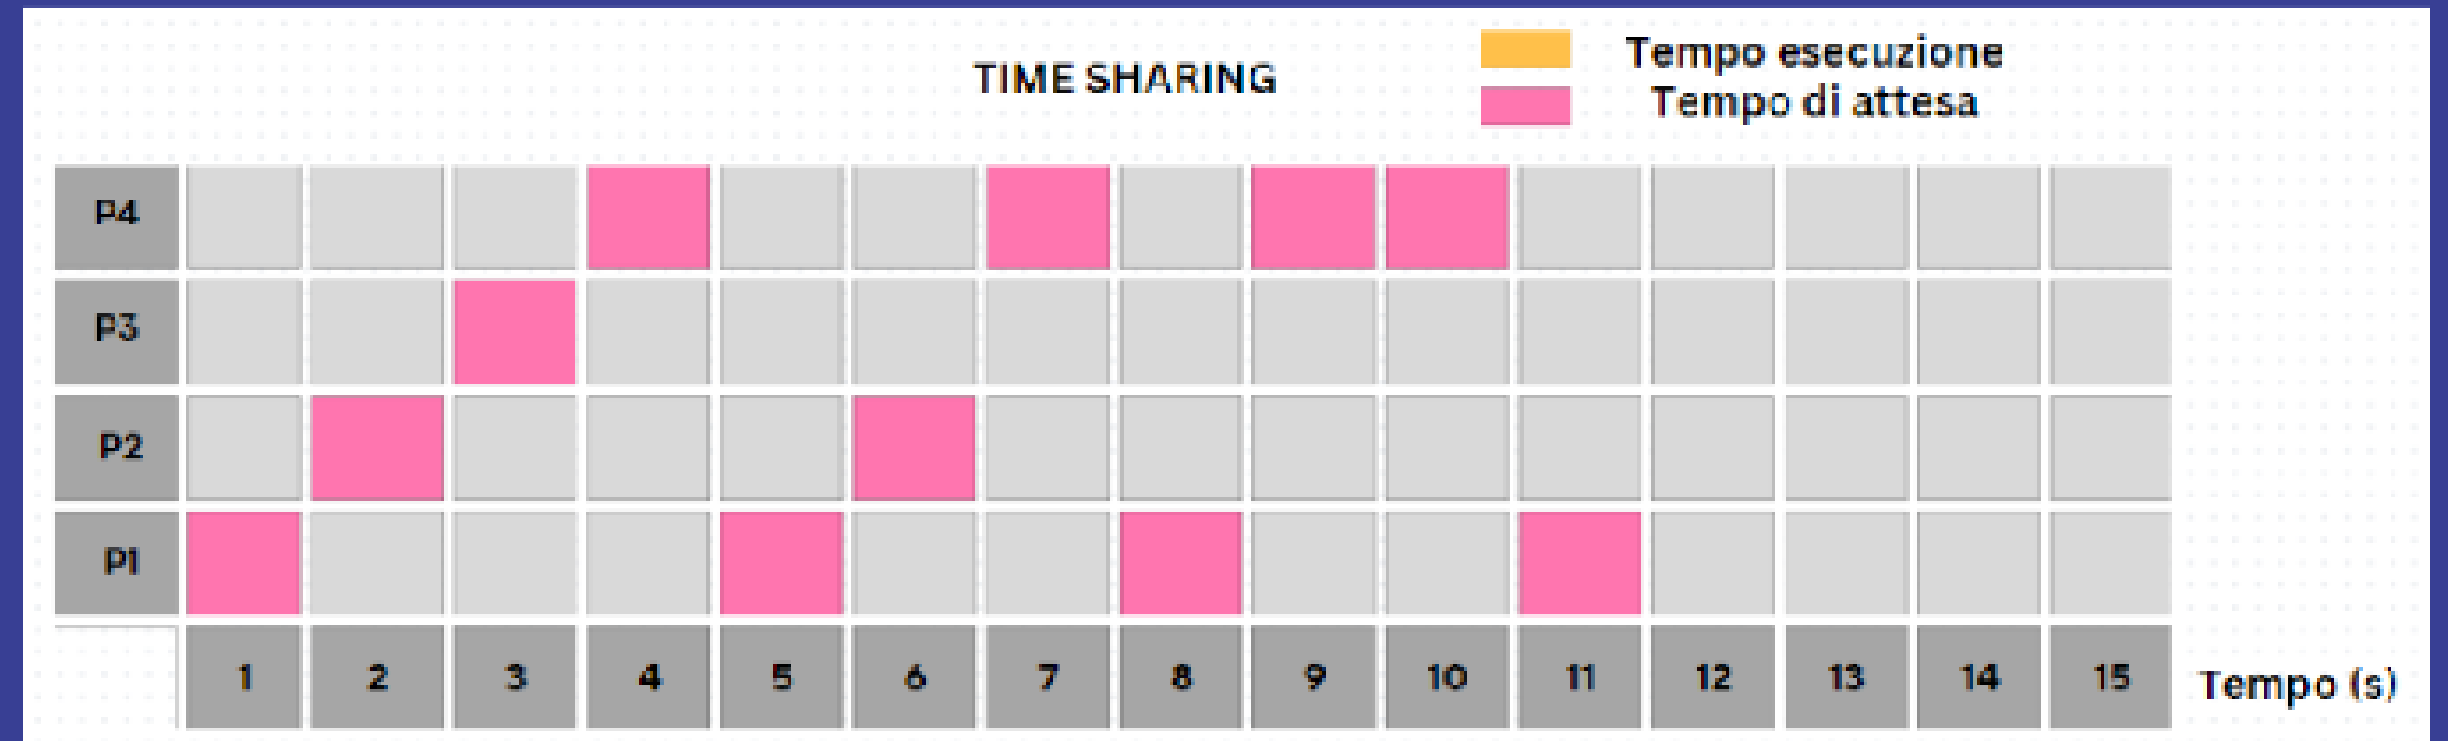 TIME SHARING
Tempo esecuzione
Tempo di attesa
P4
P3
P2
P1
1 2 3 4 5 6 7 8 9 10 11 12 13 14 15 Tempo (s)